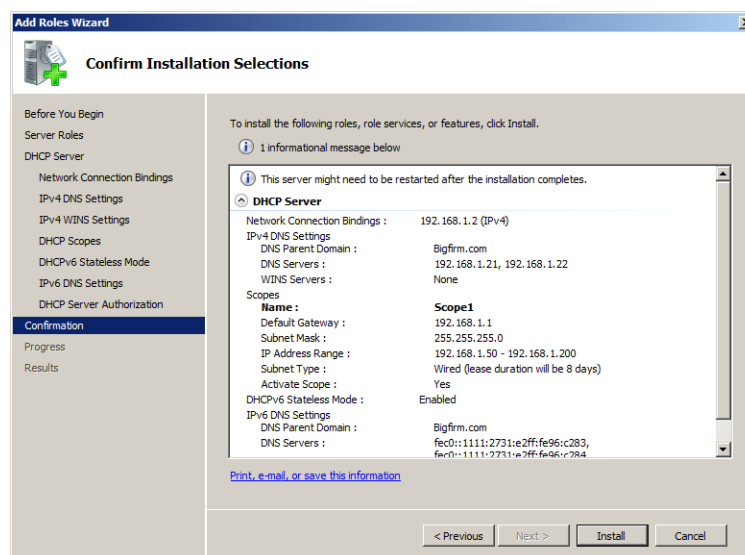 Add Roles Wizard
Confirm Installation Selections
Before You Begin
Server Roles
DHCP Server
Network Connection Bindings
IPv4 DNS Settings
IPv4 WINS Settings
DHCP Scopes
DHCPv6 Stateless Mode
IPv6 DNS Settings
DHCP Server Authorization
Confirmation
Progress
Results
To install the following roles, role services, or features, click Install.
1 informational message below
This server might need to be restarted after the installation completes.
DHCP Server
Network Connection Bindings : 192.168.1.2 (IPv4)
IPv4 DNS Settings
DNS Parent Domain : Bigfirm.com
DNS Servers : 192.168.1.21, 192.168.1.22
WINS Servers : None
Scopes
Name : Scope1
Default Gateway : 192.168.1.1
Subnet Mask : 255.255.255.0
IP Address Range : 192.168.1.50 - 192.168.1.200
Subnet Type : Wired (lease duration will be 8 days)
Activate Scope : Yes
DHCPv6 Stateless Mode : Enabled
IPv6 DNS Settings
DNS Parent Domain : Bigfirm.com
DNS Servers : fec0::1111:2731:e2ff:fe96:c283,
fec0::1111:2731:e2ff:fe96:c284
Print, e-mail, or save this information
< Previous Next > Install Cancel